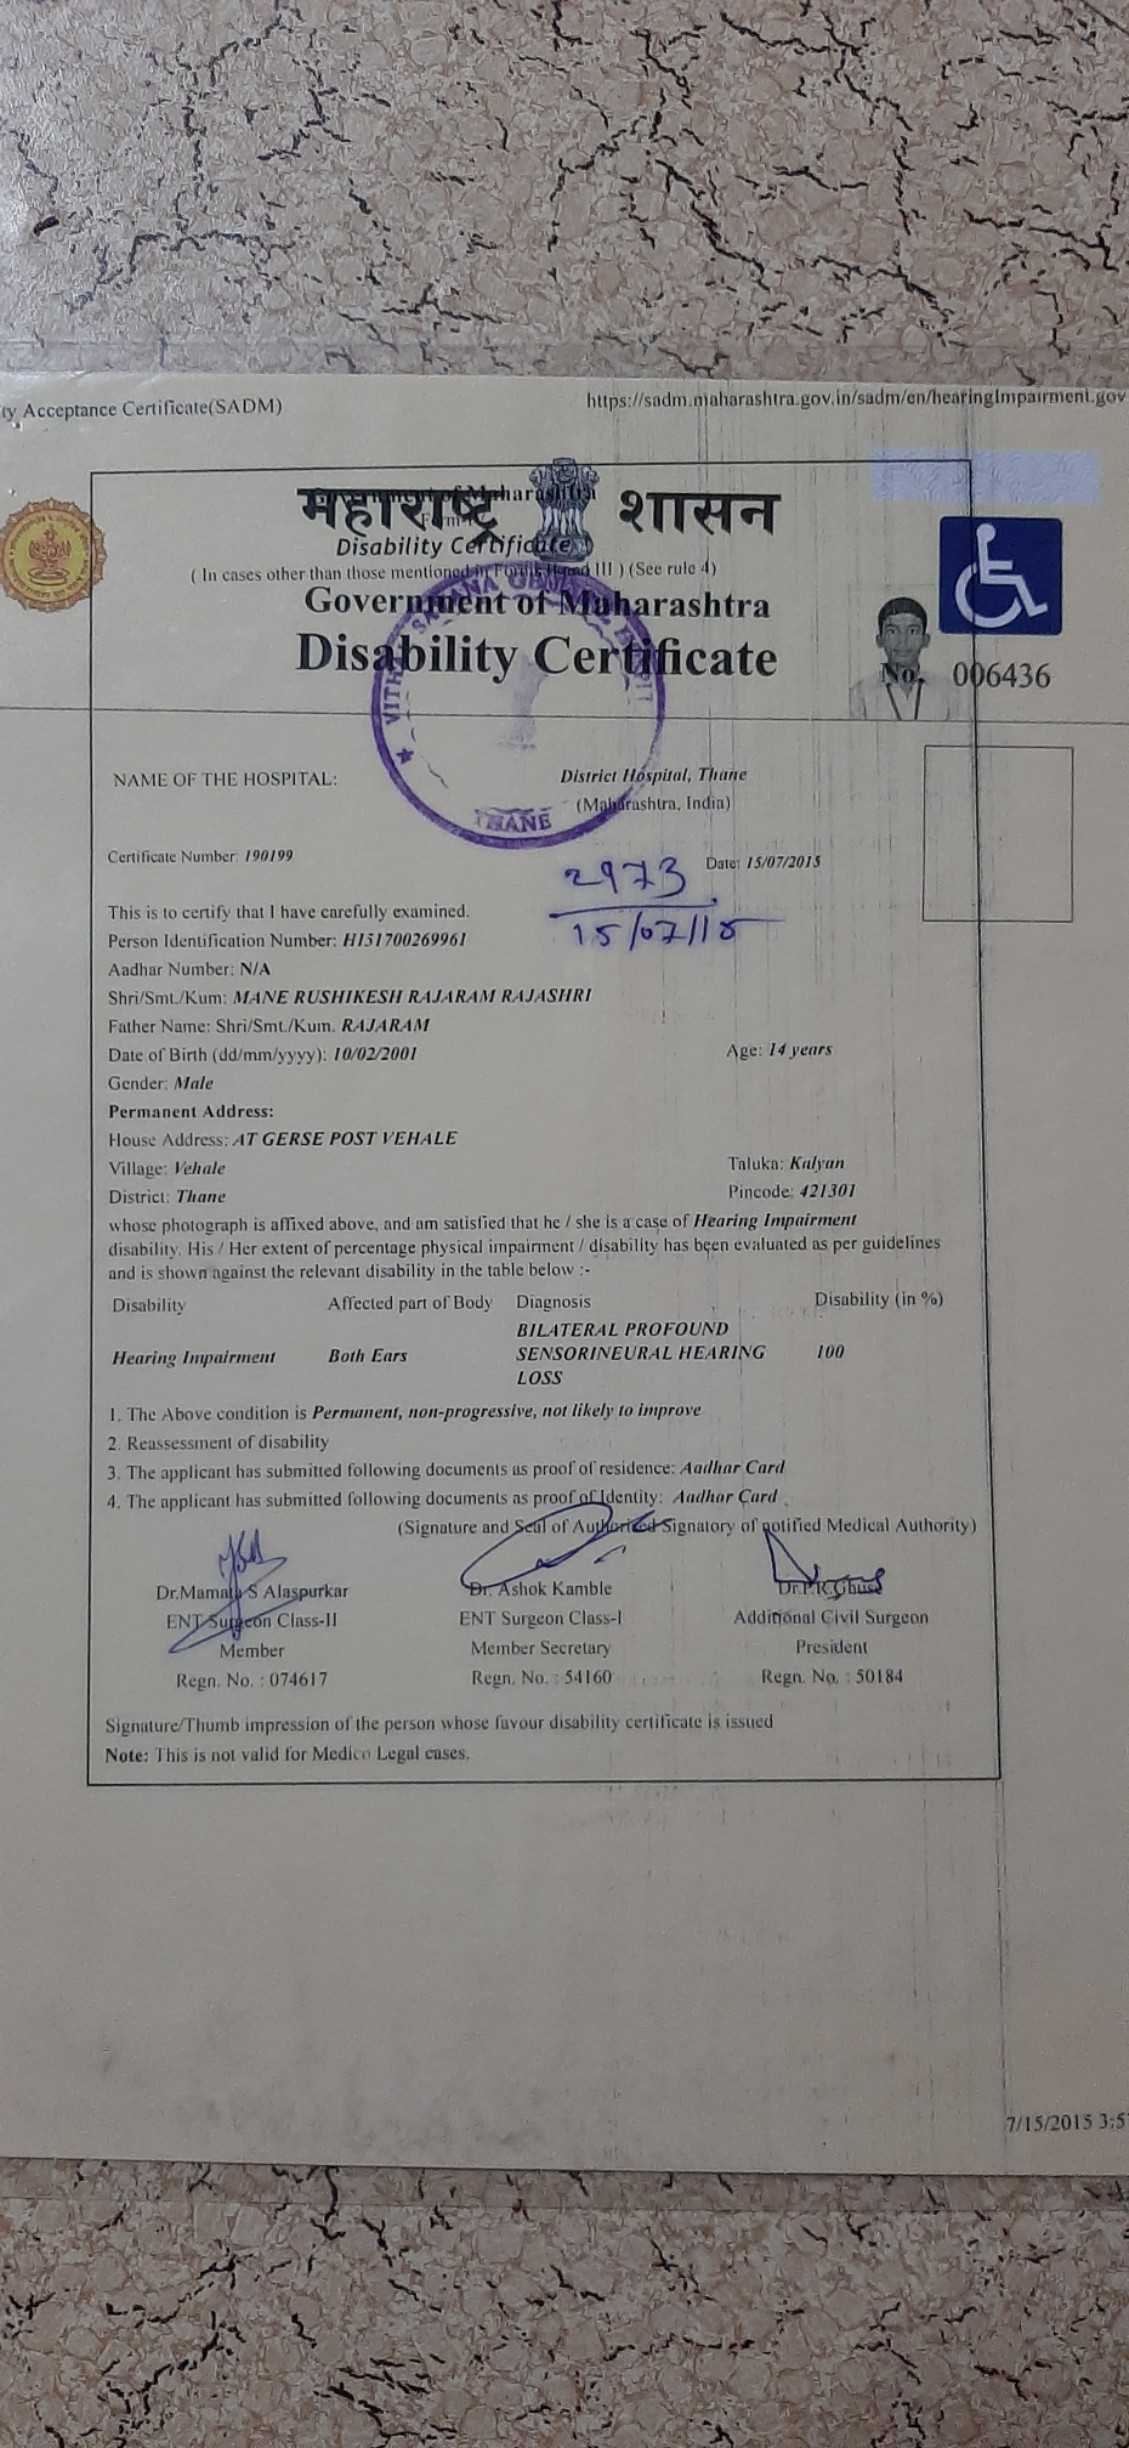 ty Acceptance Certificate(SADM)
https://sadm.maharashtra.gov.in/sadm/en/hearingImpairment.gov
महाराष्ट्र शासन
Government of Maharashtra
Disability Certificate
( In cases other than those mentioned in Form II and III ) (See rule 4)
Government of Maharashtra
Disability Certificate
No. 006436
THANE
NAME OF THE HOSPITAL: District Hospital, Thane
(Maharashtra, India)
Certificate Number: 190199 Date: 15/07/2015
2973
15/07/15
This is to certify that I have carefully examined.
Person Identification Number: HI51700269961
Aadhar Number: N/A
Shri/Smt./Kum: MANE RUSHIKESH RAJARAM RAJASHRI
Father Name: Shri/Smt./Kum. RAJARAM
Date of Birth (dd/mm/yyyy): 10/02/2001 Age: 14 years
Gender: Male
Permanent Address:
House Address: AT GERSE POST VEHALE
Village: Vehale Taluka: Kalyan
District: Thane Pincode: 421301
whose photograph is affixed above, and am satisfied that he / she is a case of Hearing Impairment
disability. His / Her extent of percentage physical impairment / disability has been evaluated as per guidelines
and is shown against the relevant disability in the table below :-
Disability Affected part of Body Diagnosis Disability (in %)
BILATERAL PROFOUND
Hearing Impairment Both Ears SENSORINEURAL HEARING 100
LOSS
1. The Above condition is Permanent, non-progressive, not likely to improve
2. Reassessment of disability
3. The applicant has submitted following documents as proof of residence: Aadhar Card
4. The applicant has submitted following documents as proof of Identity: Aadhar Card
(Signature and Seal of Authorised Signatory of notified Medical Authority)
Dr.Mamata S Alaspurkar Dr. Ashok Kamble Dr.P.R.Ghuse
ENT Surgeon Class-II ENT Surgeon Class-I Additional Civil Surgeon
Member Member Secretary President
Regn. No. : 074617 Regn. No. : 54160 Regn. No. : 50184
Signature/Thumb impression of the person whose favour disability certificate is issued
Note: This is not valid for Medico Legal cases.
7/15/2015 3:5